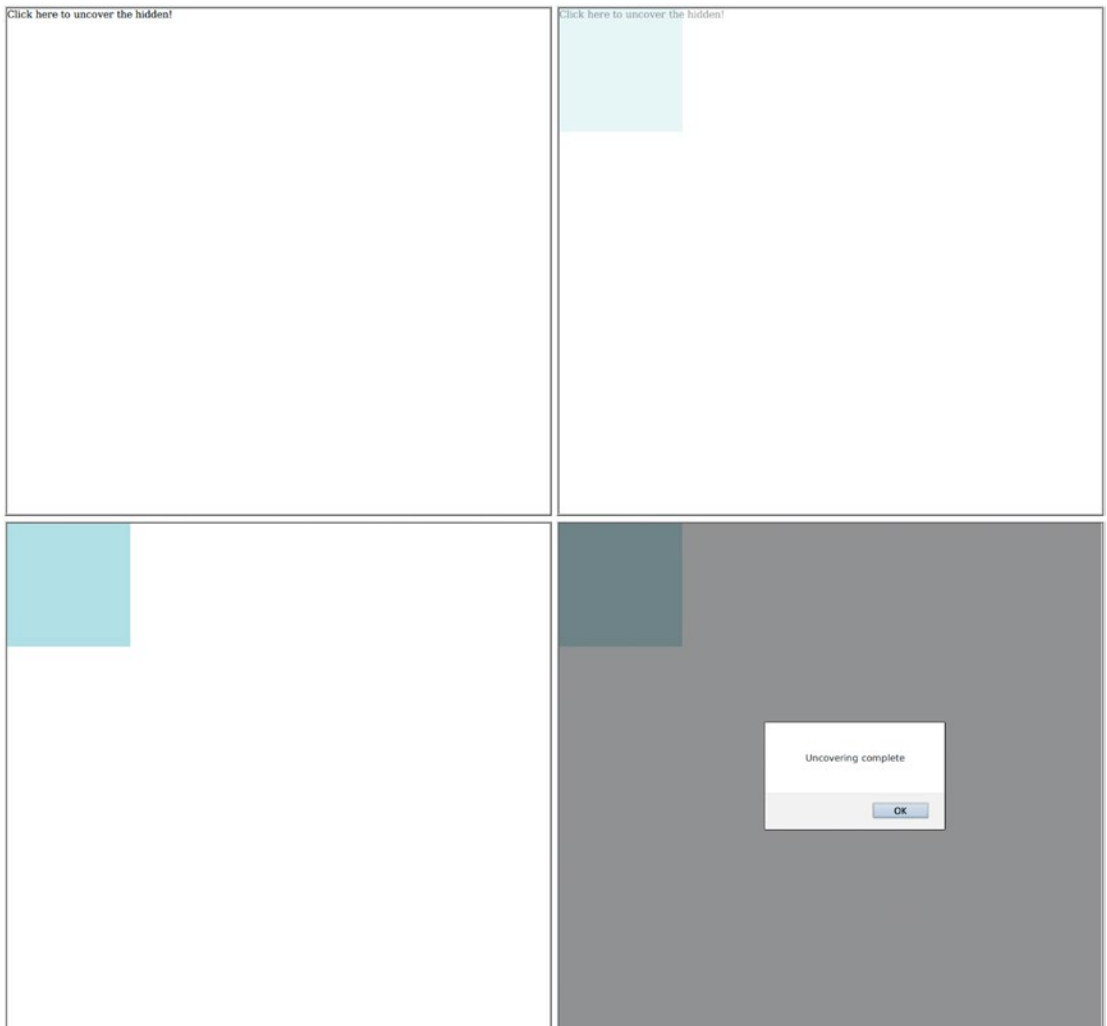 Click here to uncover the hidden!
Click here to uncover the hidden!
Uncovering complete
OK